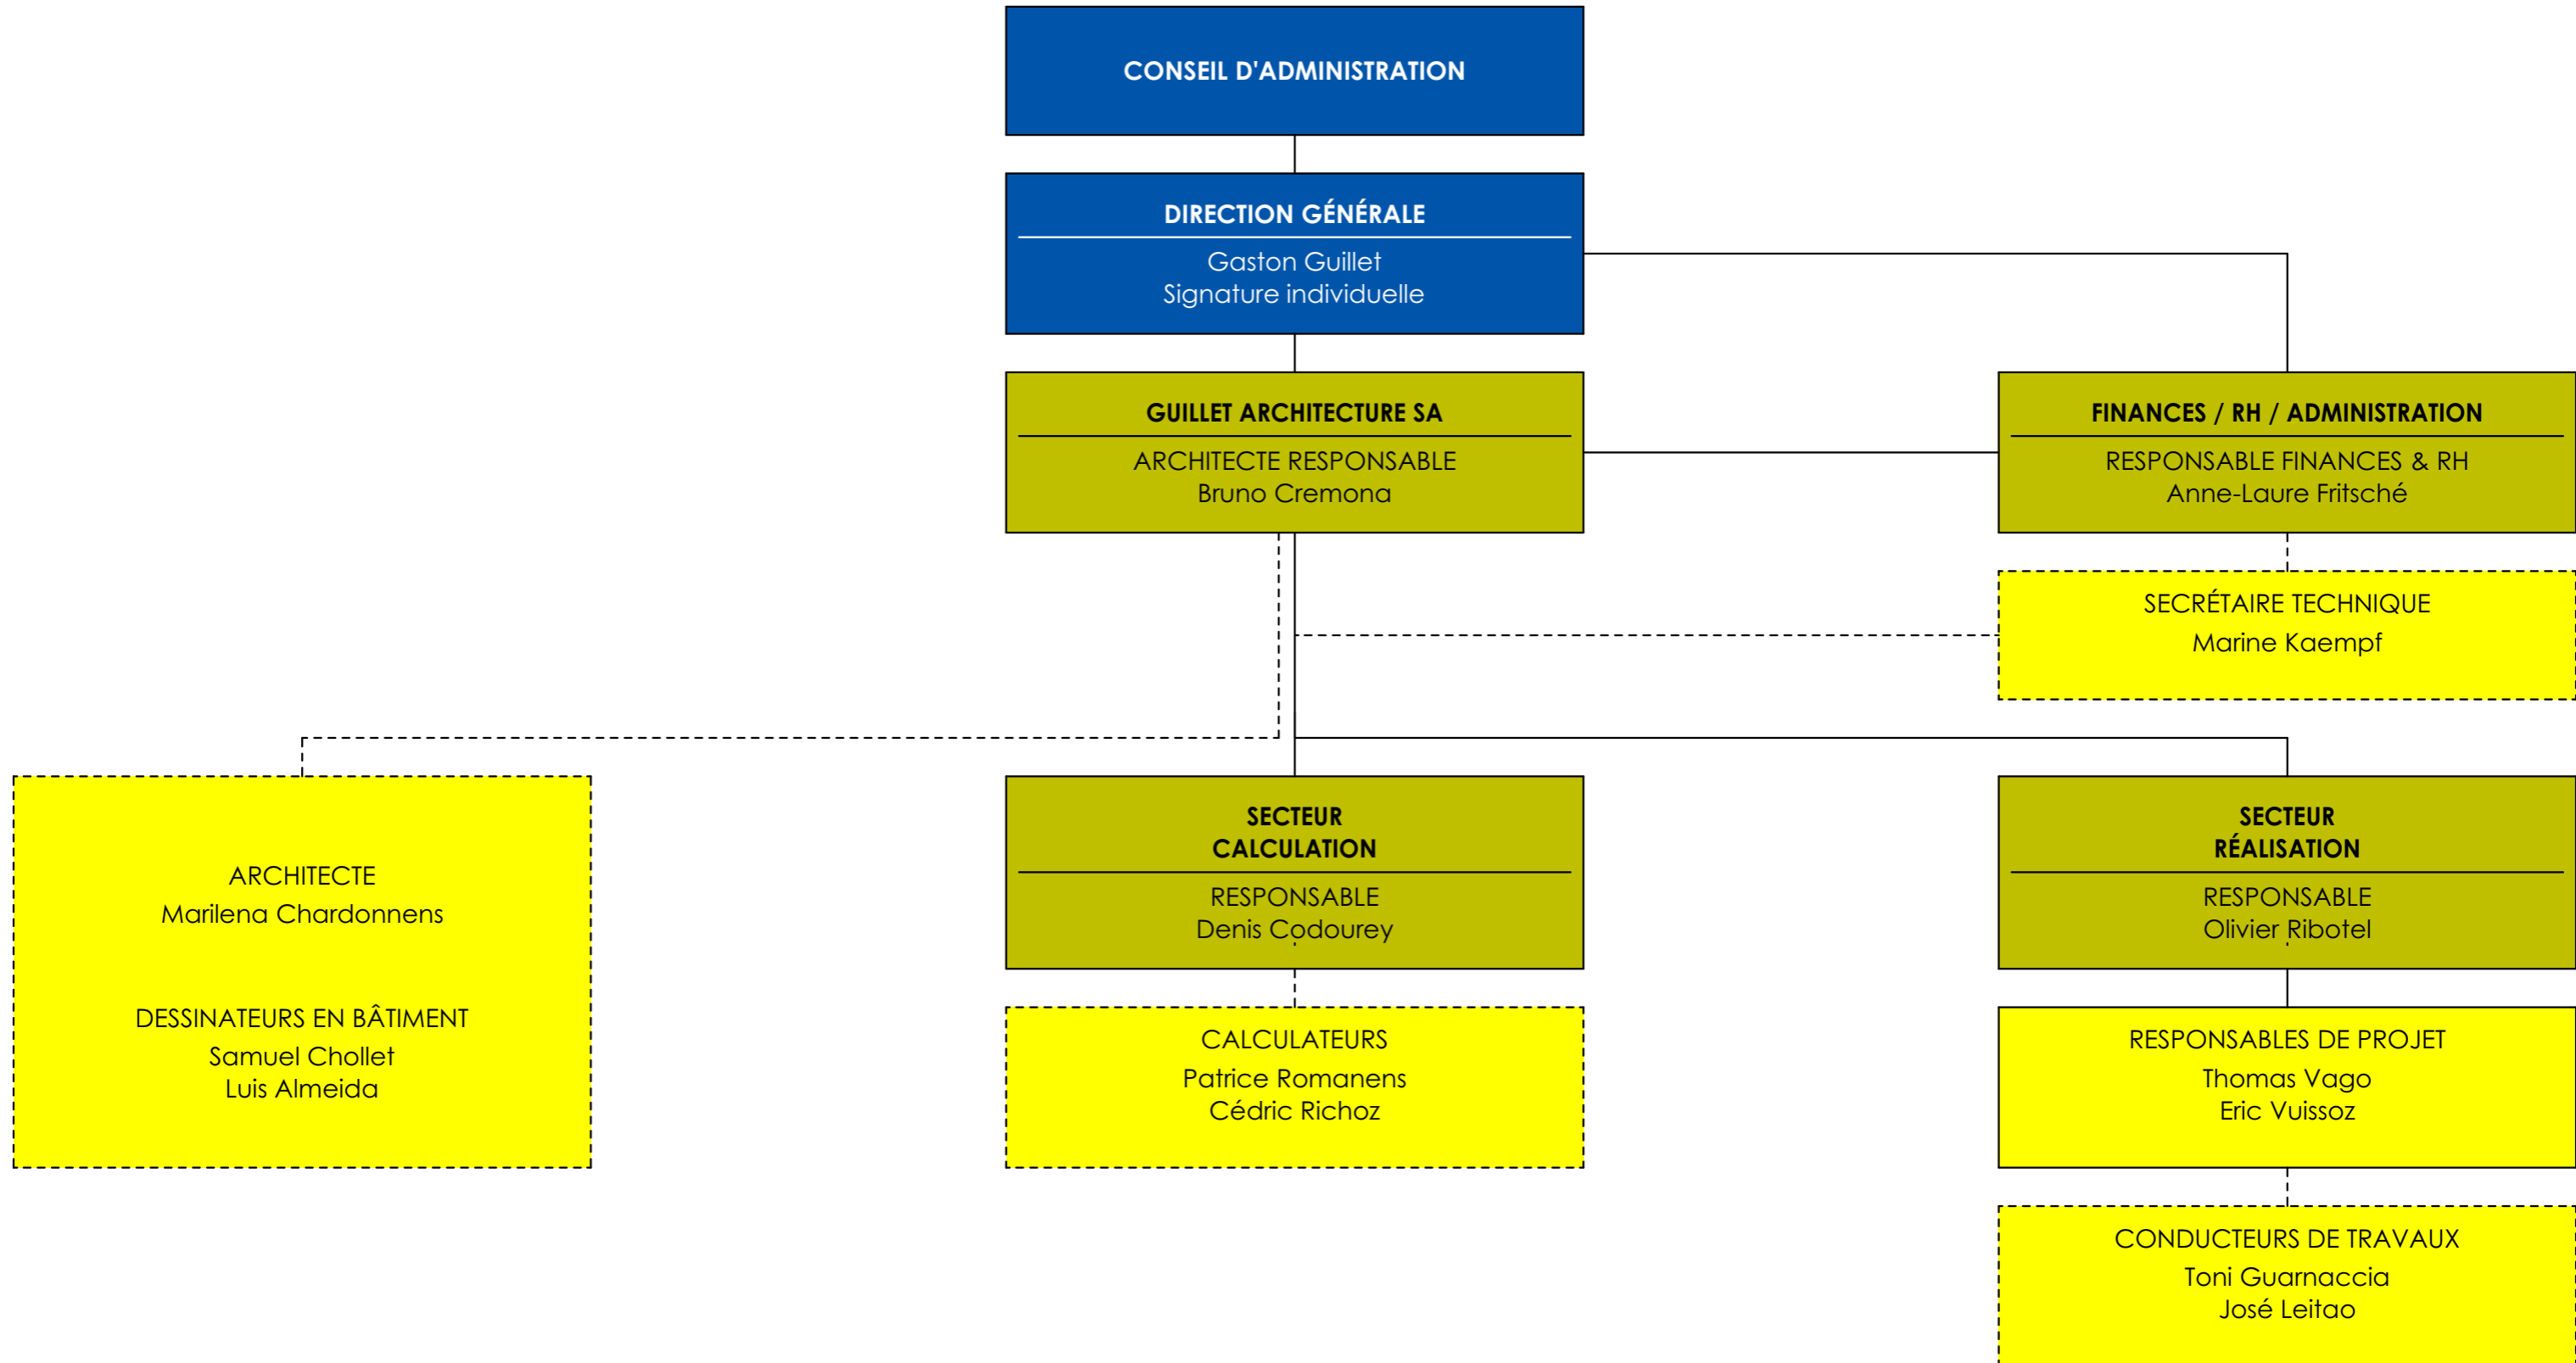 CONSEIL D'ADMINISTRATION
DIRECTION GÉNÉRALE
Gaston Guillet
Signature individuelle
GUILLET ARCHITECTURE SA
ARCHITECTE RESPONSABLE
Bruno Cremona
FINANCES / RH / ADMINISTRATION
RESPONSABLE FINANCES & RH
Anne-Laure Fritsché
SECRÉTAIRE TECHNIQUE
Marine Kaempf
ARCHITECTE
Marilena Chardonnens
DESSINATEURS EN BÂTIMENT
Samuel Chollet
Luis Almeida
SECTEUR
CALCULATION
RESPONSABLE
Denis Codourey
CALCULATEURS
Patrice Romanens
Cédric Richoz
SECTEUR
RÉALISATION
RESPONSABLE
Olivier Ribotel
RESPONSABLES DE PROJET
Thomas Vago
Eric Vuissoz
CONDUCTEURS DE TRAVAUX
Toni Guarnaccia
José Leitao